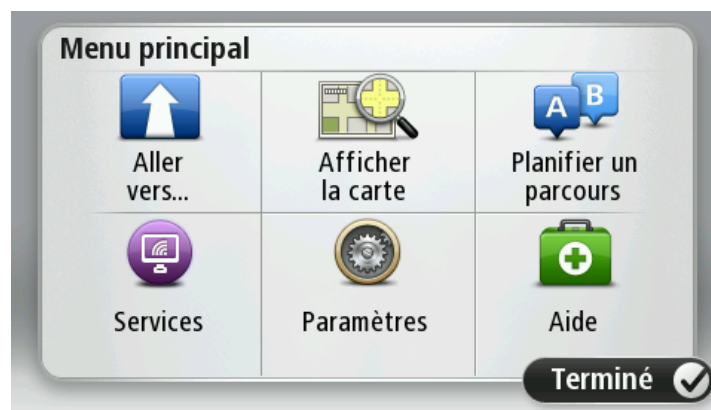 Menu principal
A B
Aller
vers...
Afficher
la carte
Planifier un
parcours
Services
Paramètres
Aide
Terminé